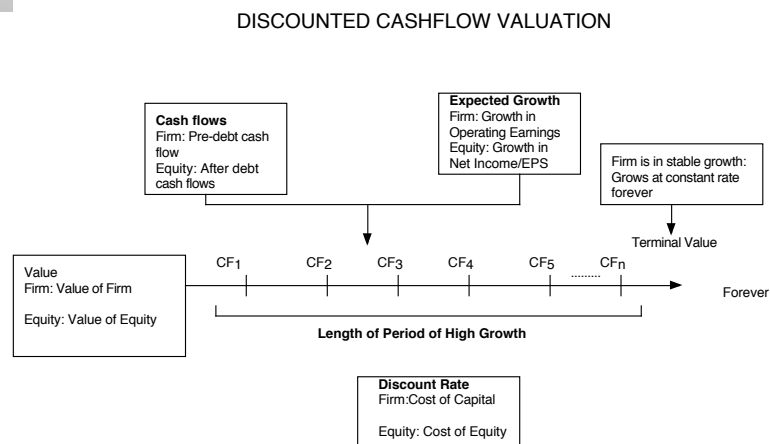 DISCOUNTED CASHFLOW VALUATION
Cash flows
Firm: Pre-debt cash
flow
Equity: After debt
cash flows
Expected Growth
Firm: Growth in
Operating Earnings
Equity: Growth in
Net Income/EPS
Firm is in stable growth:
Grows at constant rate
forever
Terminal Value
CF1 CF2 CF3 CF4 CF5 ......... CFn
Forever
Value
Firm: Value of Firm
Equity: Value of Equity
Length of Period of High Growth
Discount Rate
Firm:Cost of Capital
Equity: Cost of Equity